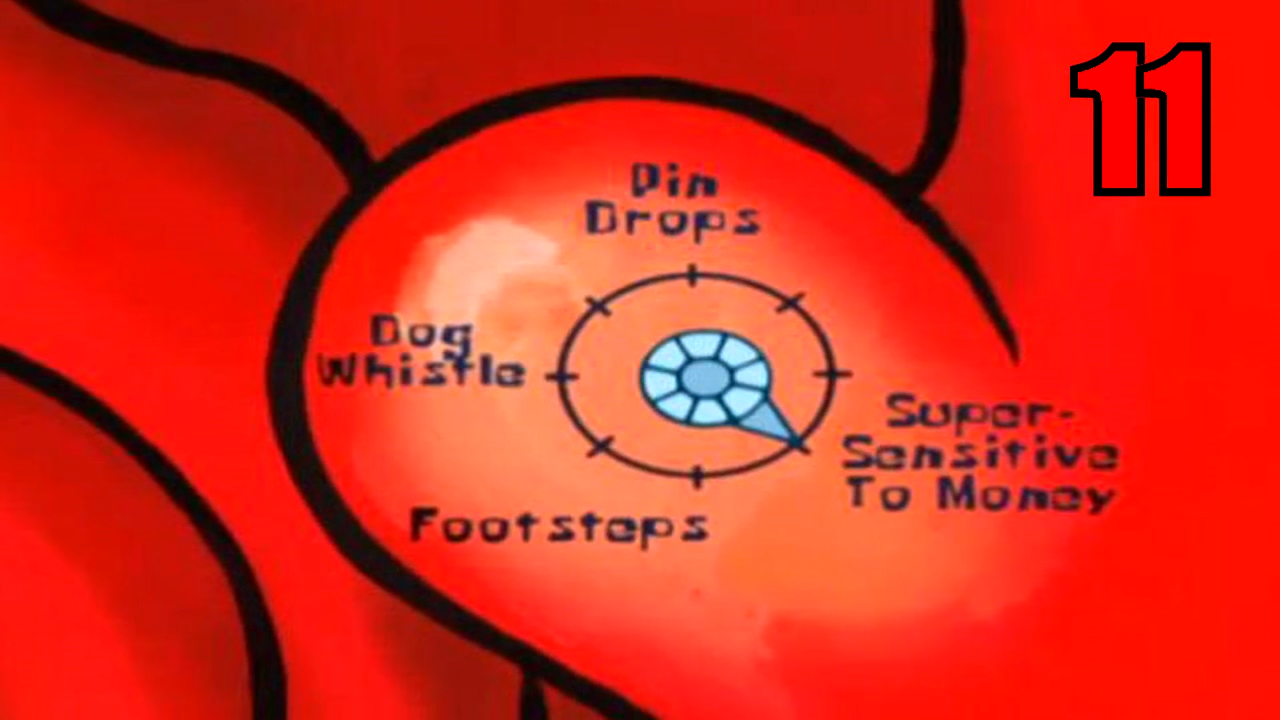 11
Pin
Drops
Dog
Whistle
Super-
Sensitive
To Money
Footsteps